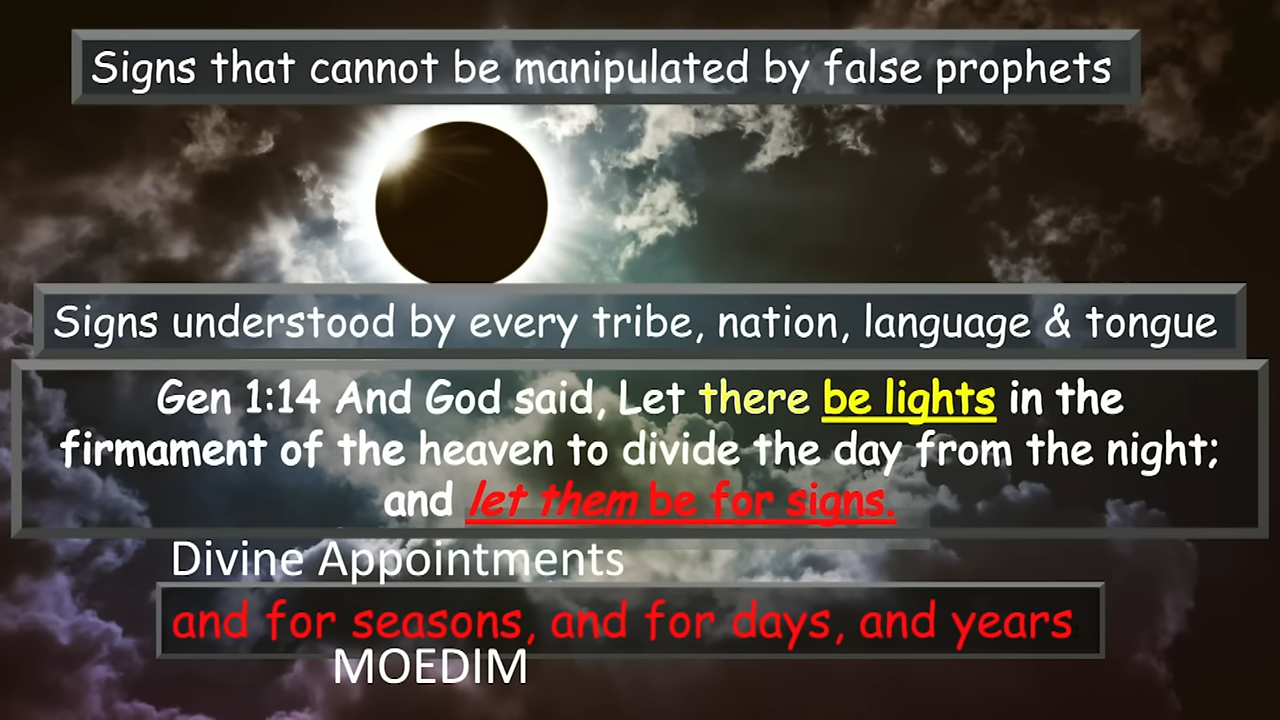 Signs that cannot be manipulated by false prophets
Signs understood by every tribe, nation, language & tongue
Gen 1:14 And God said, Let there be lights in the
firmament of the heaven to divide the day from the night;
and let them be for signs.
Divine Appointments
and for seasons, and for days, and years
MOEDIM